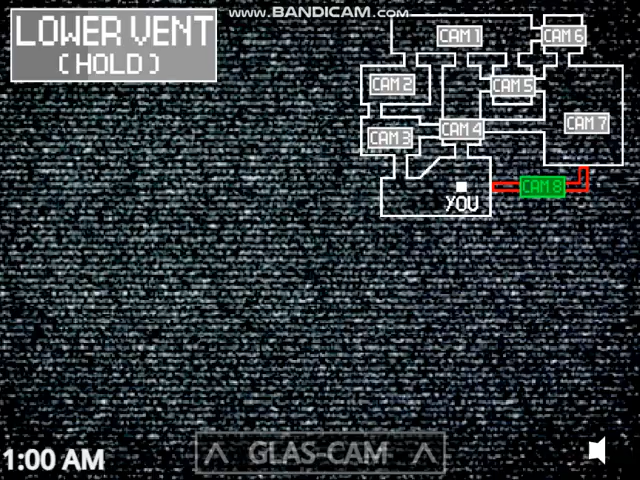 WWW.BANDICAM.COM
LOWER VENT
(HOLD)
CAM 1
CAM 6
CAM 2
CAM 5
CAM 7
CAM 3
CAM 4
CAM 8
YOU
1:00 AM
GLAS-CAM